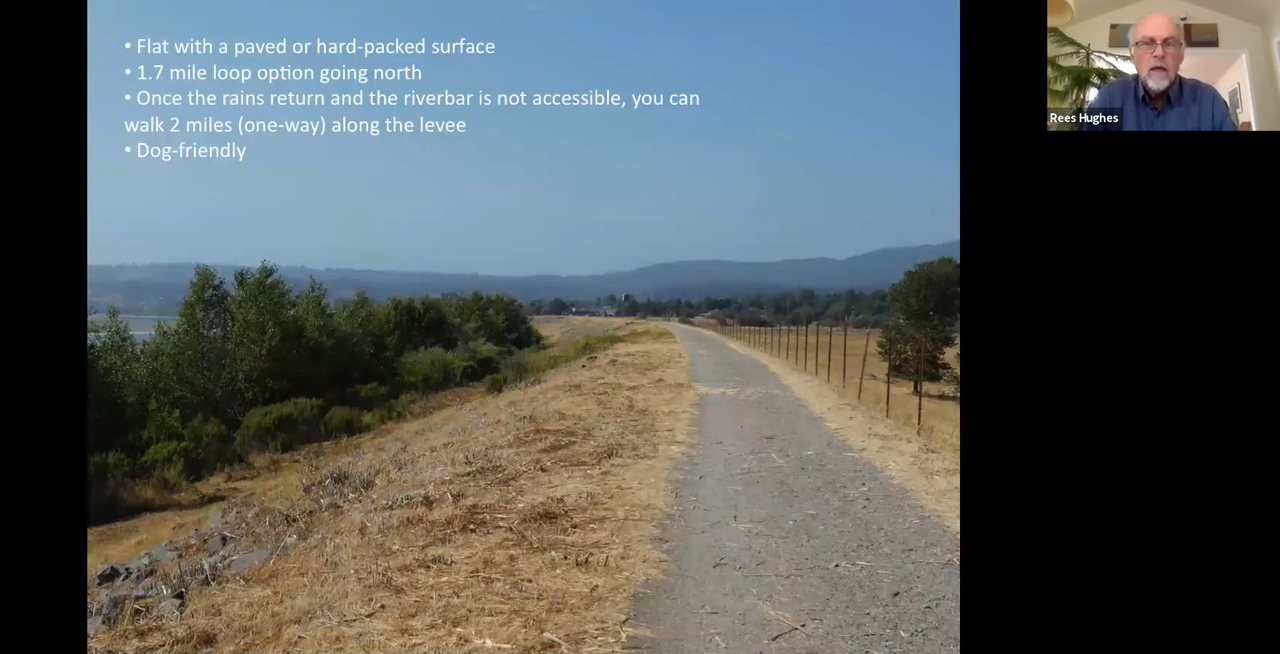 • Flat with a paved or hard-packed surface
• 1.7 mile loop option going north
• Once the rains return and the riverbar is not accessible, you can
walk 2 miles (one-way) along the levee
• Dog-friendly
Rees Hughes